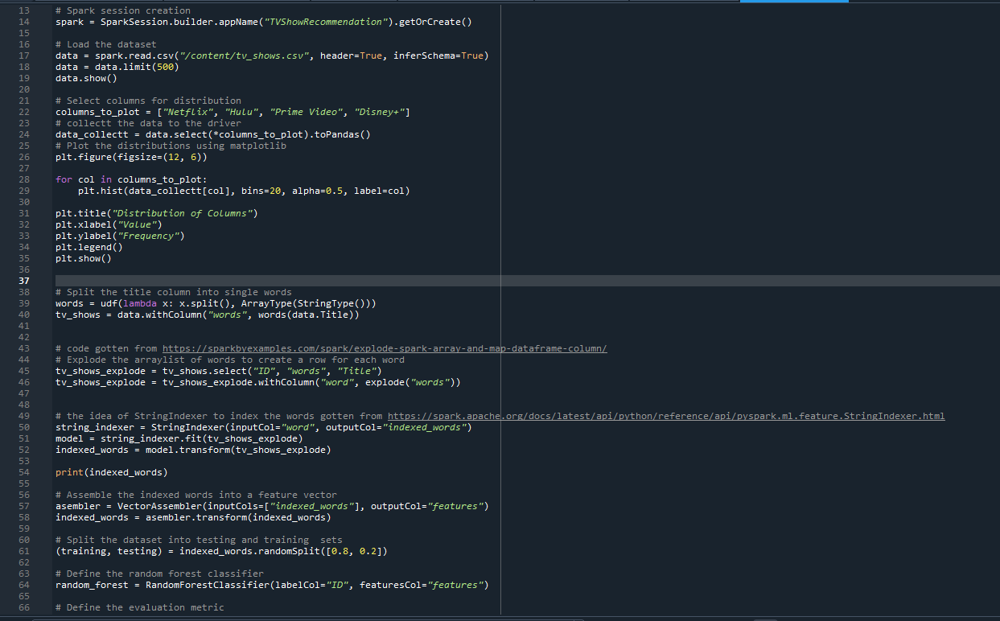 13 # Spark session creation
14 spark = SparkSession.builder.appName("TVShowRecommendation").getOrCreate()
15
16 # Load the dataset
17 data = spark.read.csv("/content/tv_shows.csv", header=True, inferSchema=True)
18 data = data.limit(500)
19 data.show()
20
21 # Select columns for distribution
22 columns_to_plot = ["Netflix", "Hulu", "Prime Video", "Disney+"]
23 # collectt the data to the driver
24 data_collectt = data.select(*columns_to_plot).toPandas()
25 # Plot the distributions using matplotlib
26 plt.figure(figsize=(12, 6))
27
28 for col in columns_to_plot:
29     plt.hist(data_collectt[col], bins=20, alpha=0.5, label=col)
30
31 plt.title("Distribution of Columns")
32 plt.xlabel("Value")
33 plt.ylabel("Frequency")
34 plt.legend()
35 plt.show()
36
37
38 # Split the title column into single words
39 words = udf(lambda x: x.split(), ArrayType(StringType()))
40 tv_shows = data.withColumn("words", words(data.Title))
41
42
43 # code gotten from https://sparkbyexamples.com/spark/explode-spark-array-and-map-dataframe-column/
44 # Explode the arraylist of words to create a row for each word
45 tv_shows_explode = tv_shows.select("ID", "words", "Title")
46 tv_shows_explode = tv_shows_explode.withColumn("word", explode("words"))
47
48
49 # the idea of StringIndexer to index the words gotten from https://spark.apache.org/docs/latest/api/python/reference/api/pyspark.ml.feature.StringIndexer.html
50 string_indexer = StringIndexer(inputCol="word", outputCol="indexed_words")
51 model = string_indexer.fit(tv_shows_explode)
52 indexed_words = model.transform(tv_shows_explode)
53
54 print(indexed_words)
55
56 # Assemble the indexed words into a feature vector
57 asembler = VectorAssembler(inputCols=["indexed_words"], outputCol="features")
58 indexed_words = asembler.transform(indexed_words)
59
60 # Split the dataset into testing and training  sets
61 (training, testing) = indexed_words.randomSplit([0.8, 0.2])
62
63 # Define the random forest classifier
64 random_forest = RandomForestClassifier(labelCol="ID", featuresCol="features")
65
66 # Define the evaluation metric